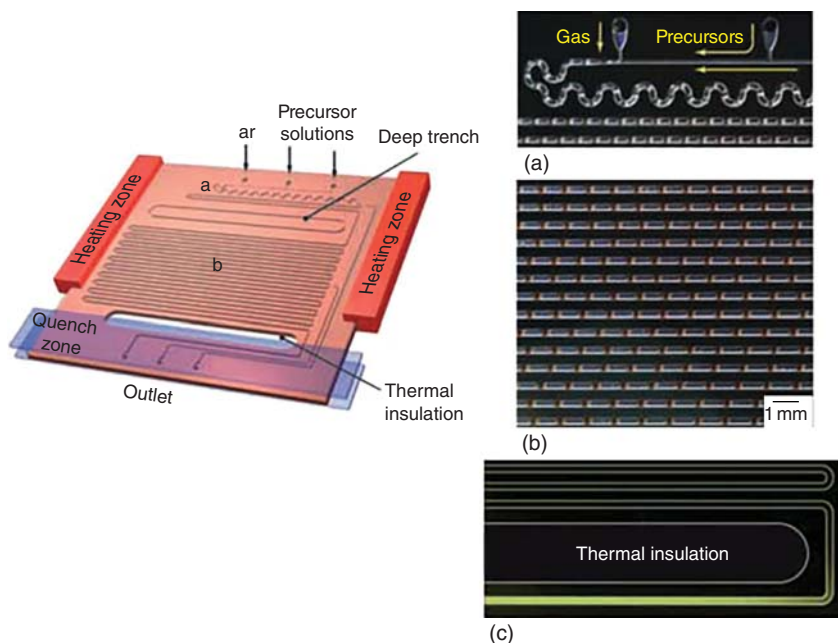 Precursor
solutions
ar
Deep trench
a
Heating zone
Heating zone
b
Quench
zone
Outlet
Thermal
insulation
Gas
Precursors
(a)
1 mm
(b)
Thermal insulation
(c)